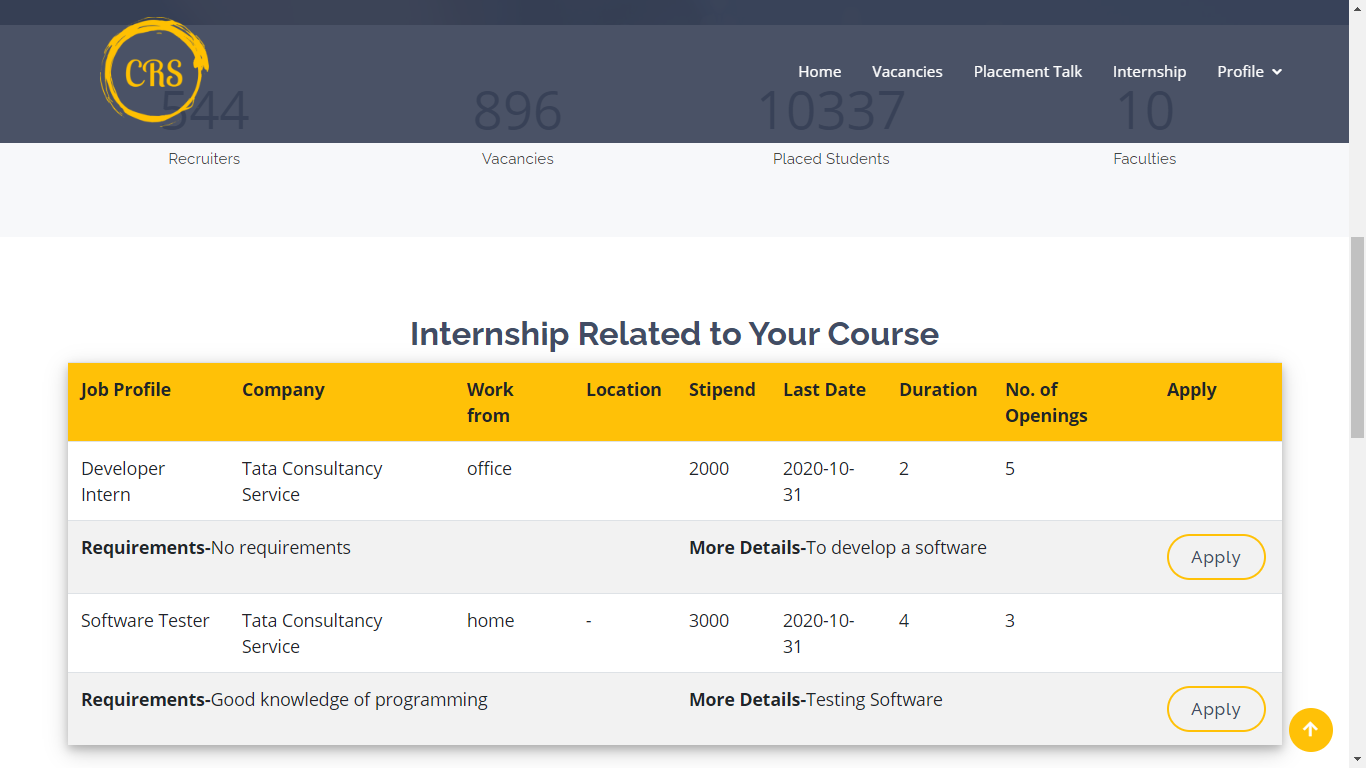 CRS
Home Vacancies Placement Talk Internship Profile
544 896 10337 10
Recruiters Vacancies Placed Students Faculties
Internship Related to Your Course
Job Profile Company Work Location Stipend Last Date Duration No. of Apply
from Openings
Developer Tata Consultancy office 2000 2020-10- 2 5
Intern Service 31
Requirements-No requirements More Details-To develop a software Apply
Software Tester Tata Consultancy home - 3000 2020-10- 4 3
Service 31
Requirements-Good knowledge of programming More Details-Testing Software Apply